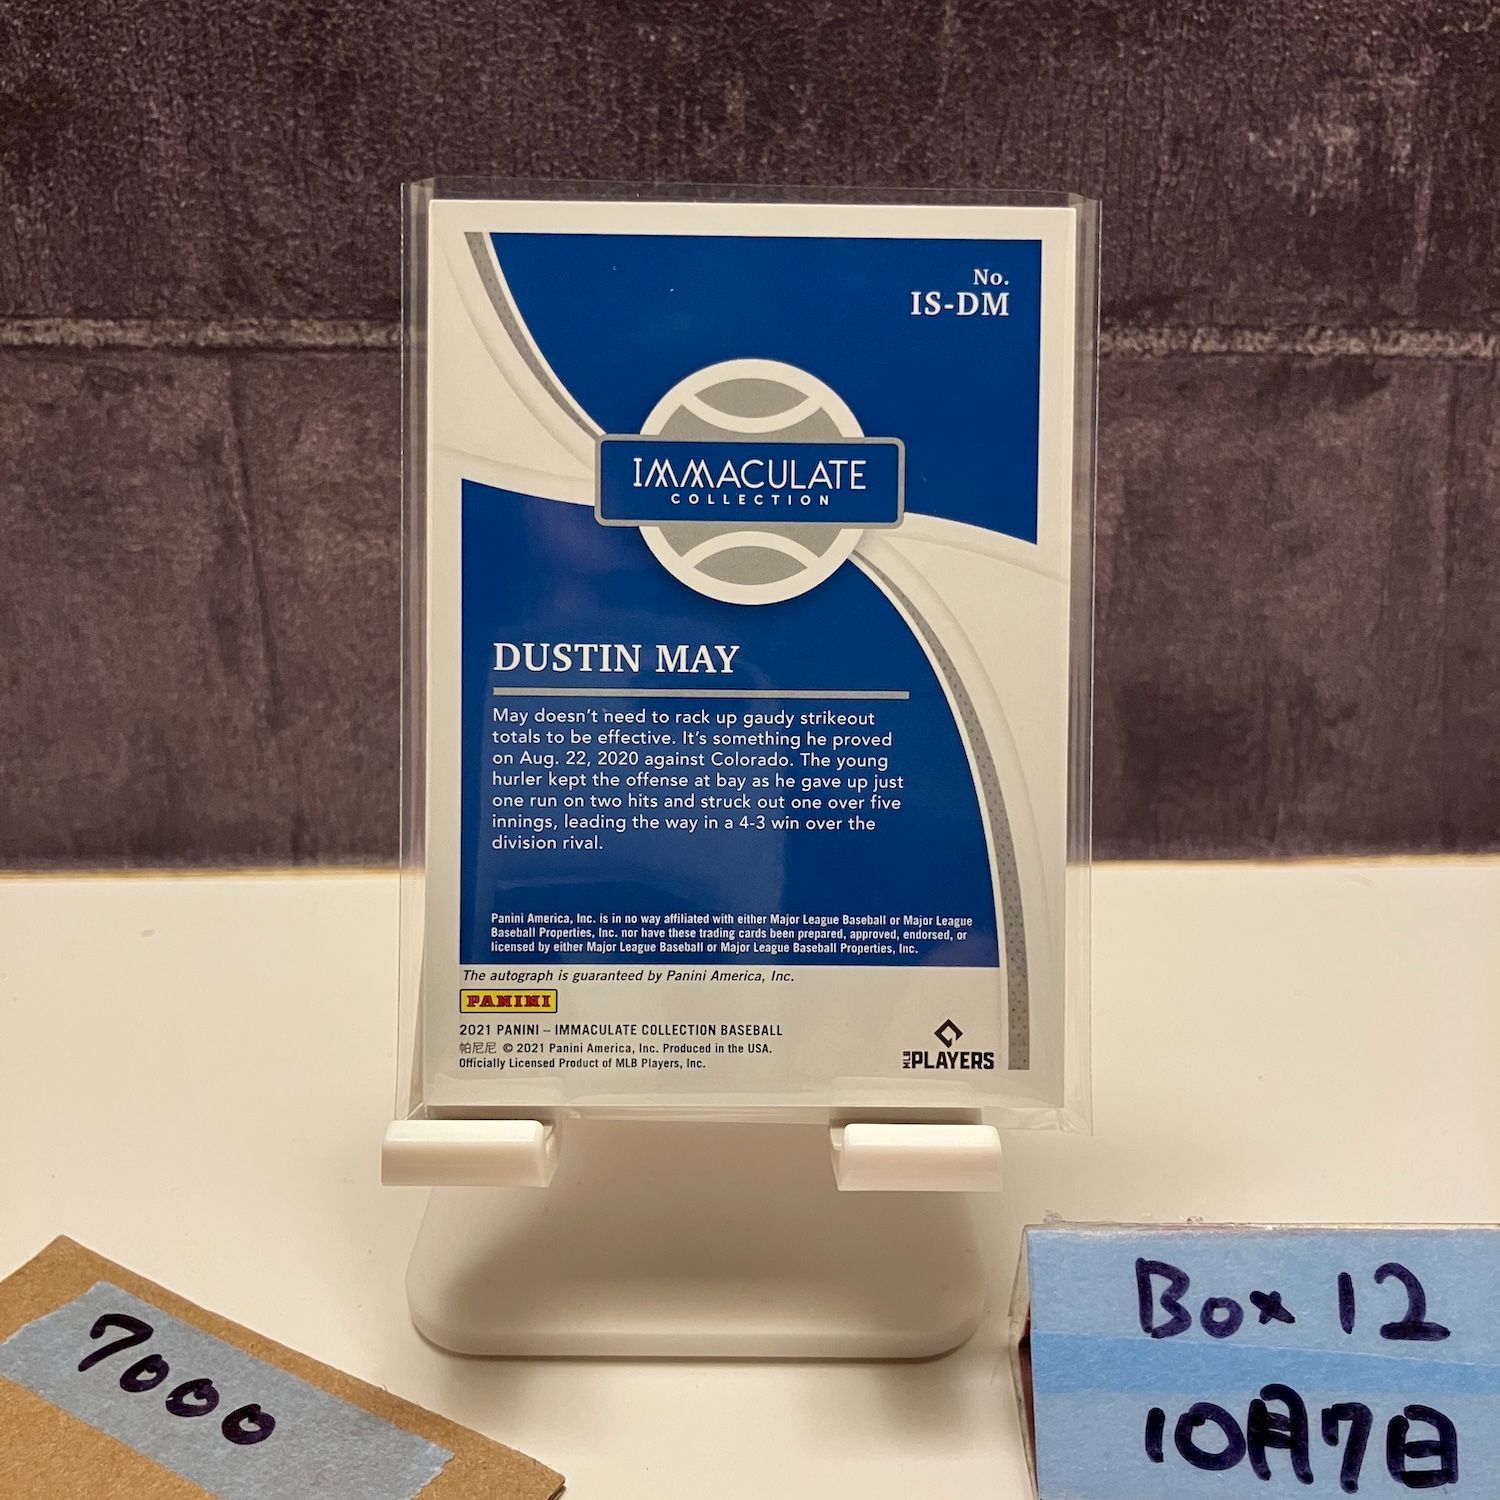 No.
IS-DM
IMMACULATE
COLLECTION
DUSTIN MAY
May doesn't need to rack up gaudy strikeout
totals to be effective. It's something he proved
on Aug. 22, 2020 against Colorado. The young
hurler kept the offense at bay as he gave up just
one run on two hits and struck out one over five
innings, leading the way in a 4-3 win over the
division rival.
Panini America, Inc. is in no way affiliated with either Major League Baseball or Major League
Baseball Properties, Inc. nor have these trading cards been prepared, approved, endorsed, or
licensed by either Major League Baseball or Major League Baseball Properties, Inc.
The autograph is guaranteed by Panini America, Inc.
PANINI
2021 PANINI – IMMACULATE COLLECTION BASEBALL
帕尼尼 © 2021 Panini America, Inc. Produced in the USA.
Officially Licensed Product of MLB Players, Inc.
MLB PLAYERS
7000
Box 12
10月7日